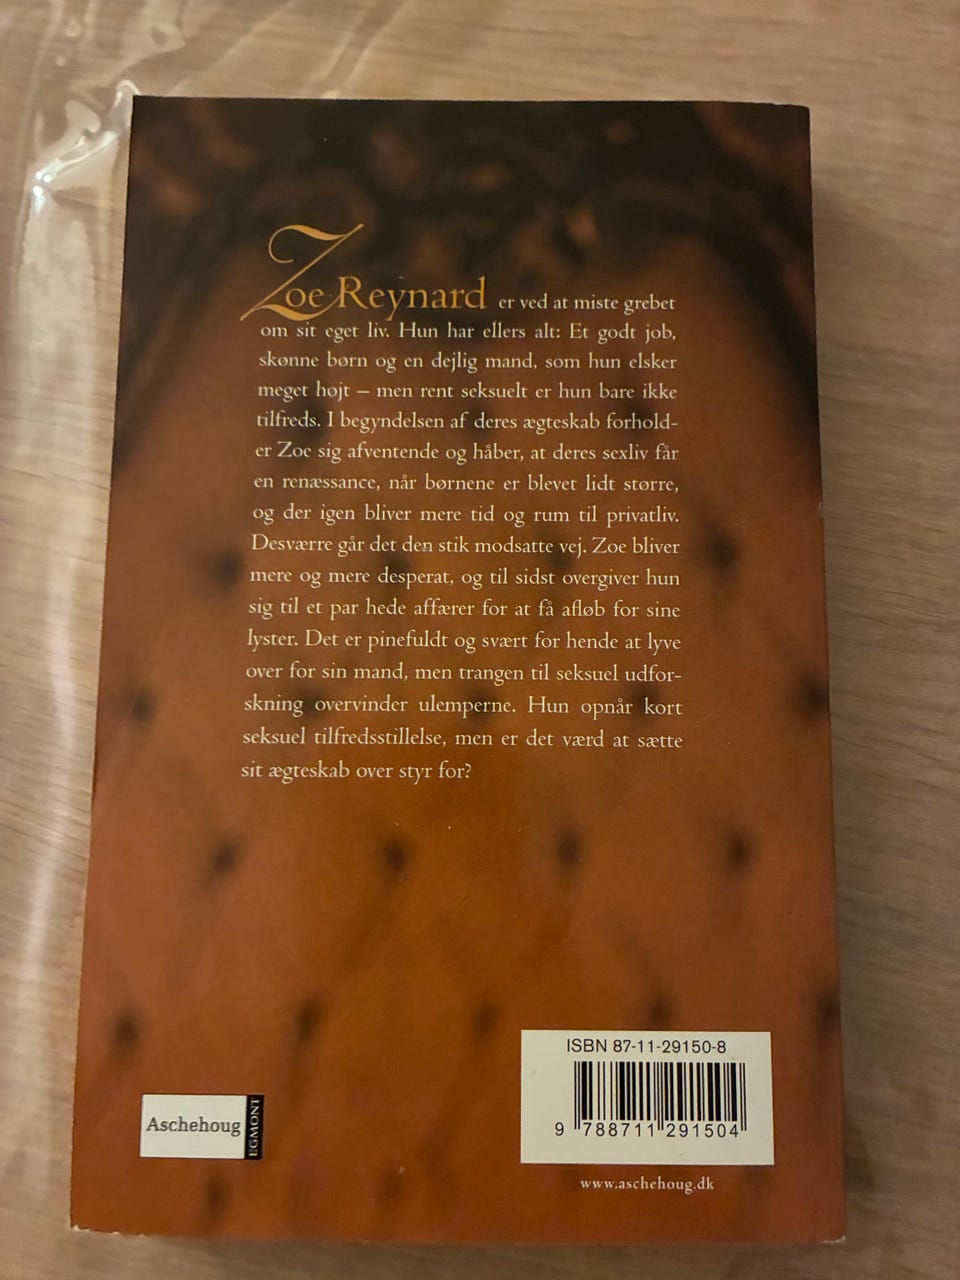 Zoe Reynard er ved at miste grebet
om sit eget liv. Hun har ellers alt: Et godt job,
skønne børn og en dejlig mand, som hun elsker
meget højt – men rent seksuelt er hun bare ikke
tilfreds. I begyndelsen af deres ægteskab forhold-
er Zoe sig afventende og håber, at deres sexliv får
en renæssance, når børnene er blevet lidt større,
og der igen bliver mere tid og rum til privatliv.
Desværre går det den stik modsatte vej. Zoe bliver
mere og mere desperat, og til sidst overgiver hun
sig til et par hede affærer for at få afløb for sine
lyster. Det er pinefuldt og svært for hende at lyve
over for sin mand, men trangen til seksuel udfor-
skning overvinder ulemperne. Hun opnår kort
seksuel tilfredsstillelse, men er det værd at sætte
sit ægteskab over styr for?
ISBN 87-11-29150-8
9 788711 291504
Aschehoug
EGMONT
www.aschehoug.dk